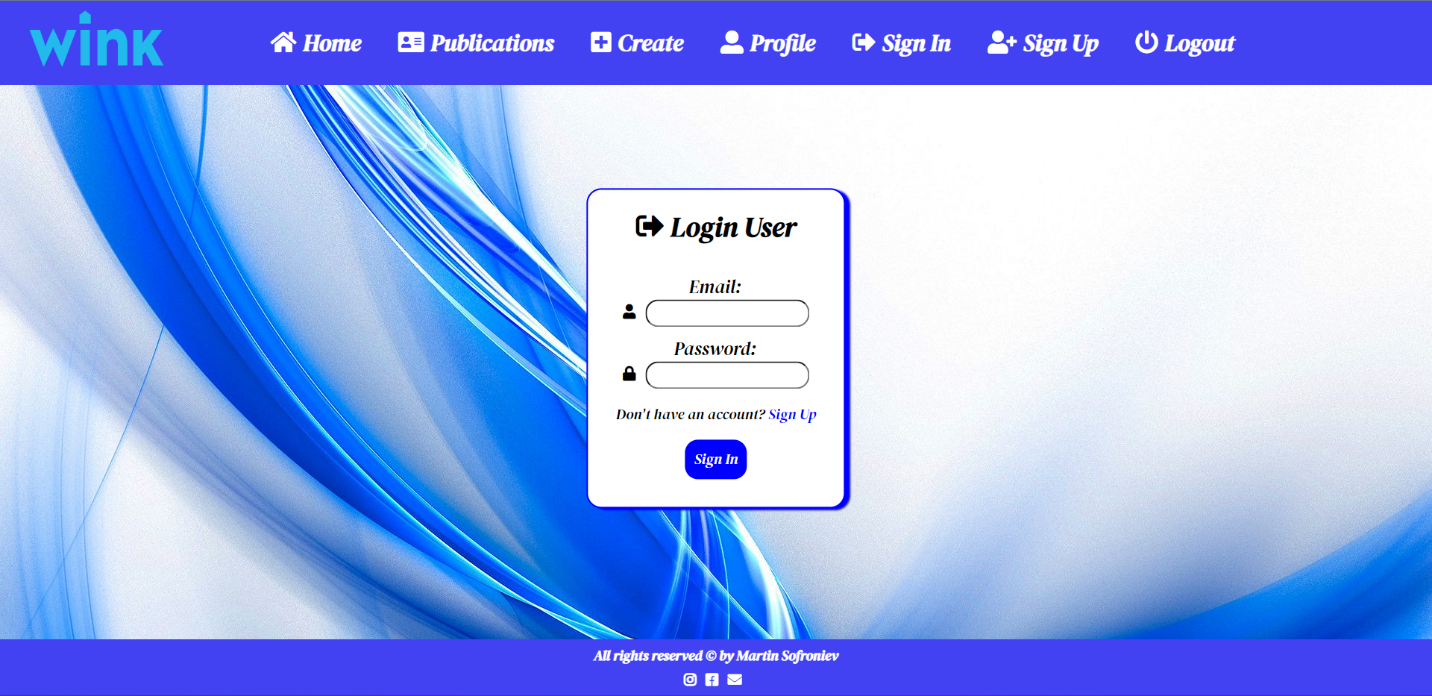 wink Home Publications Create Profile Sign In Sign Up Logout
Login User
Email:
Password:
Don't have an account? Sign Up
Sign In
All rights reserved © by Martin Sofroniev